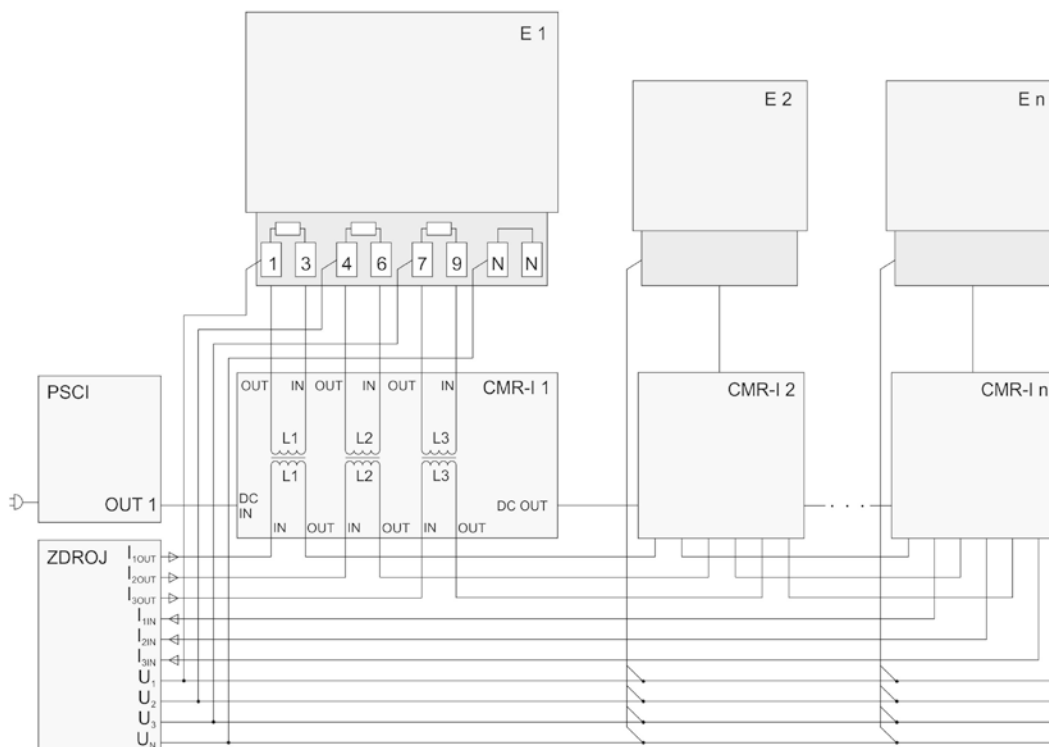 E 1
E 2
E n
1 3 4 6 7 9 N N
PSCI
OUT 1
OUT IN OUT IN OUT IN
CMR-I 1
L1 L2 L3
L1 L2 L3
DC IN
DC OUT
IN OUT IN OUT IN OUT
CMR-I 2
CMR-I n
ZDROJ
I1OUT
I2OUT
I3OUT
I1IN
I2IN
I3IN
U1
U2
U3
UN